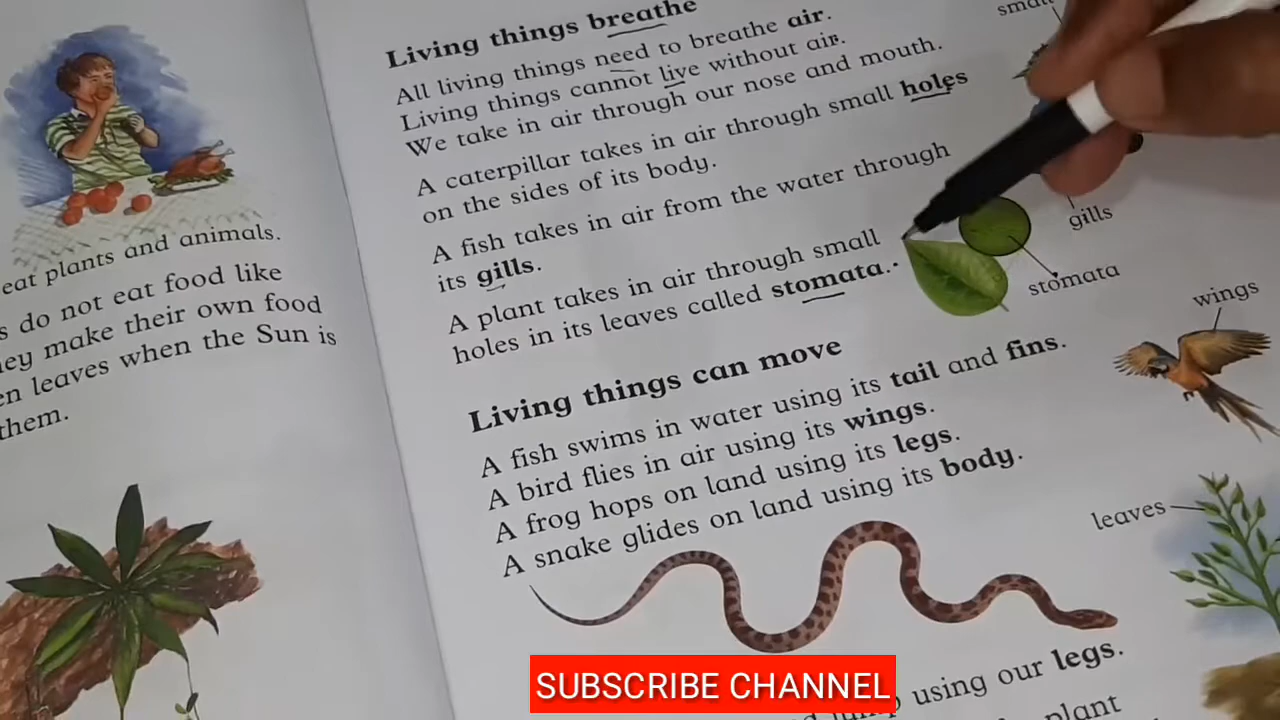 eat plants and animals.
do not eat food like
make their own food
leaves when the Sun is
them.
Living things breathe
All living things need to breathe air.
Living things cannot live without air.
We take in air through our nose and mouth.
A caterpillar takes in air through small holes
on the sides of its body.
A fish takes in air from the water through
its gills.
A plant takes in air through small
holes in its leaves called stomata.
Living things can move
A fish swims in water using its tail and fins.
A bird flies in air using its wings.
A frog hops on land using its legs.
A snake glides on land using its body.
using our legs.
plant
small
gills
stomata
wings
leaves
SUBSCRIBE CHANNEL